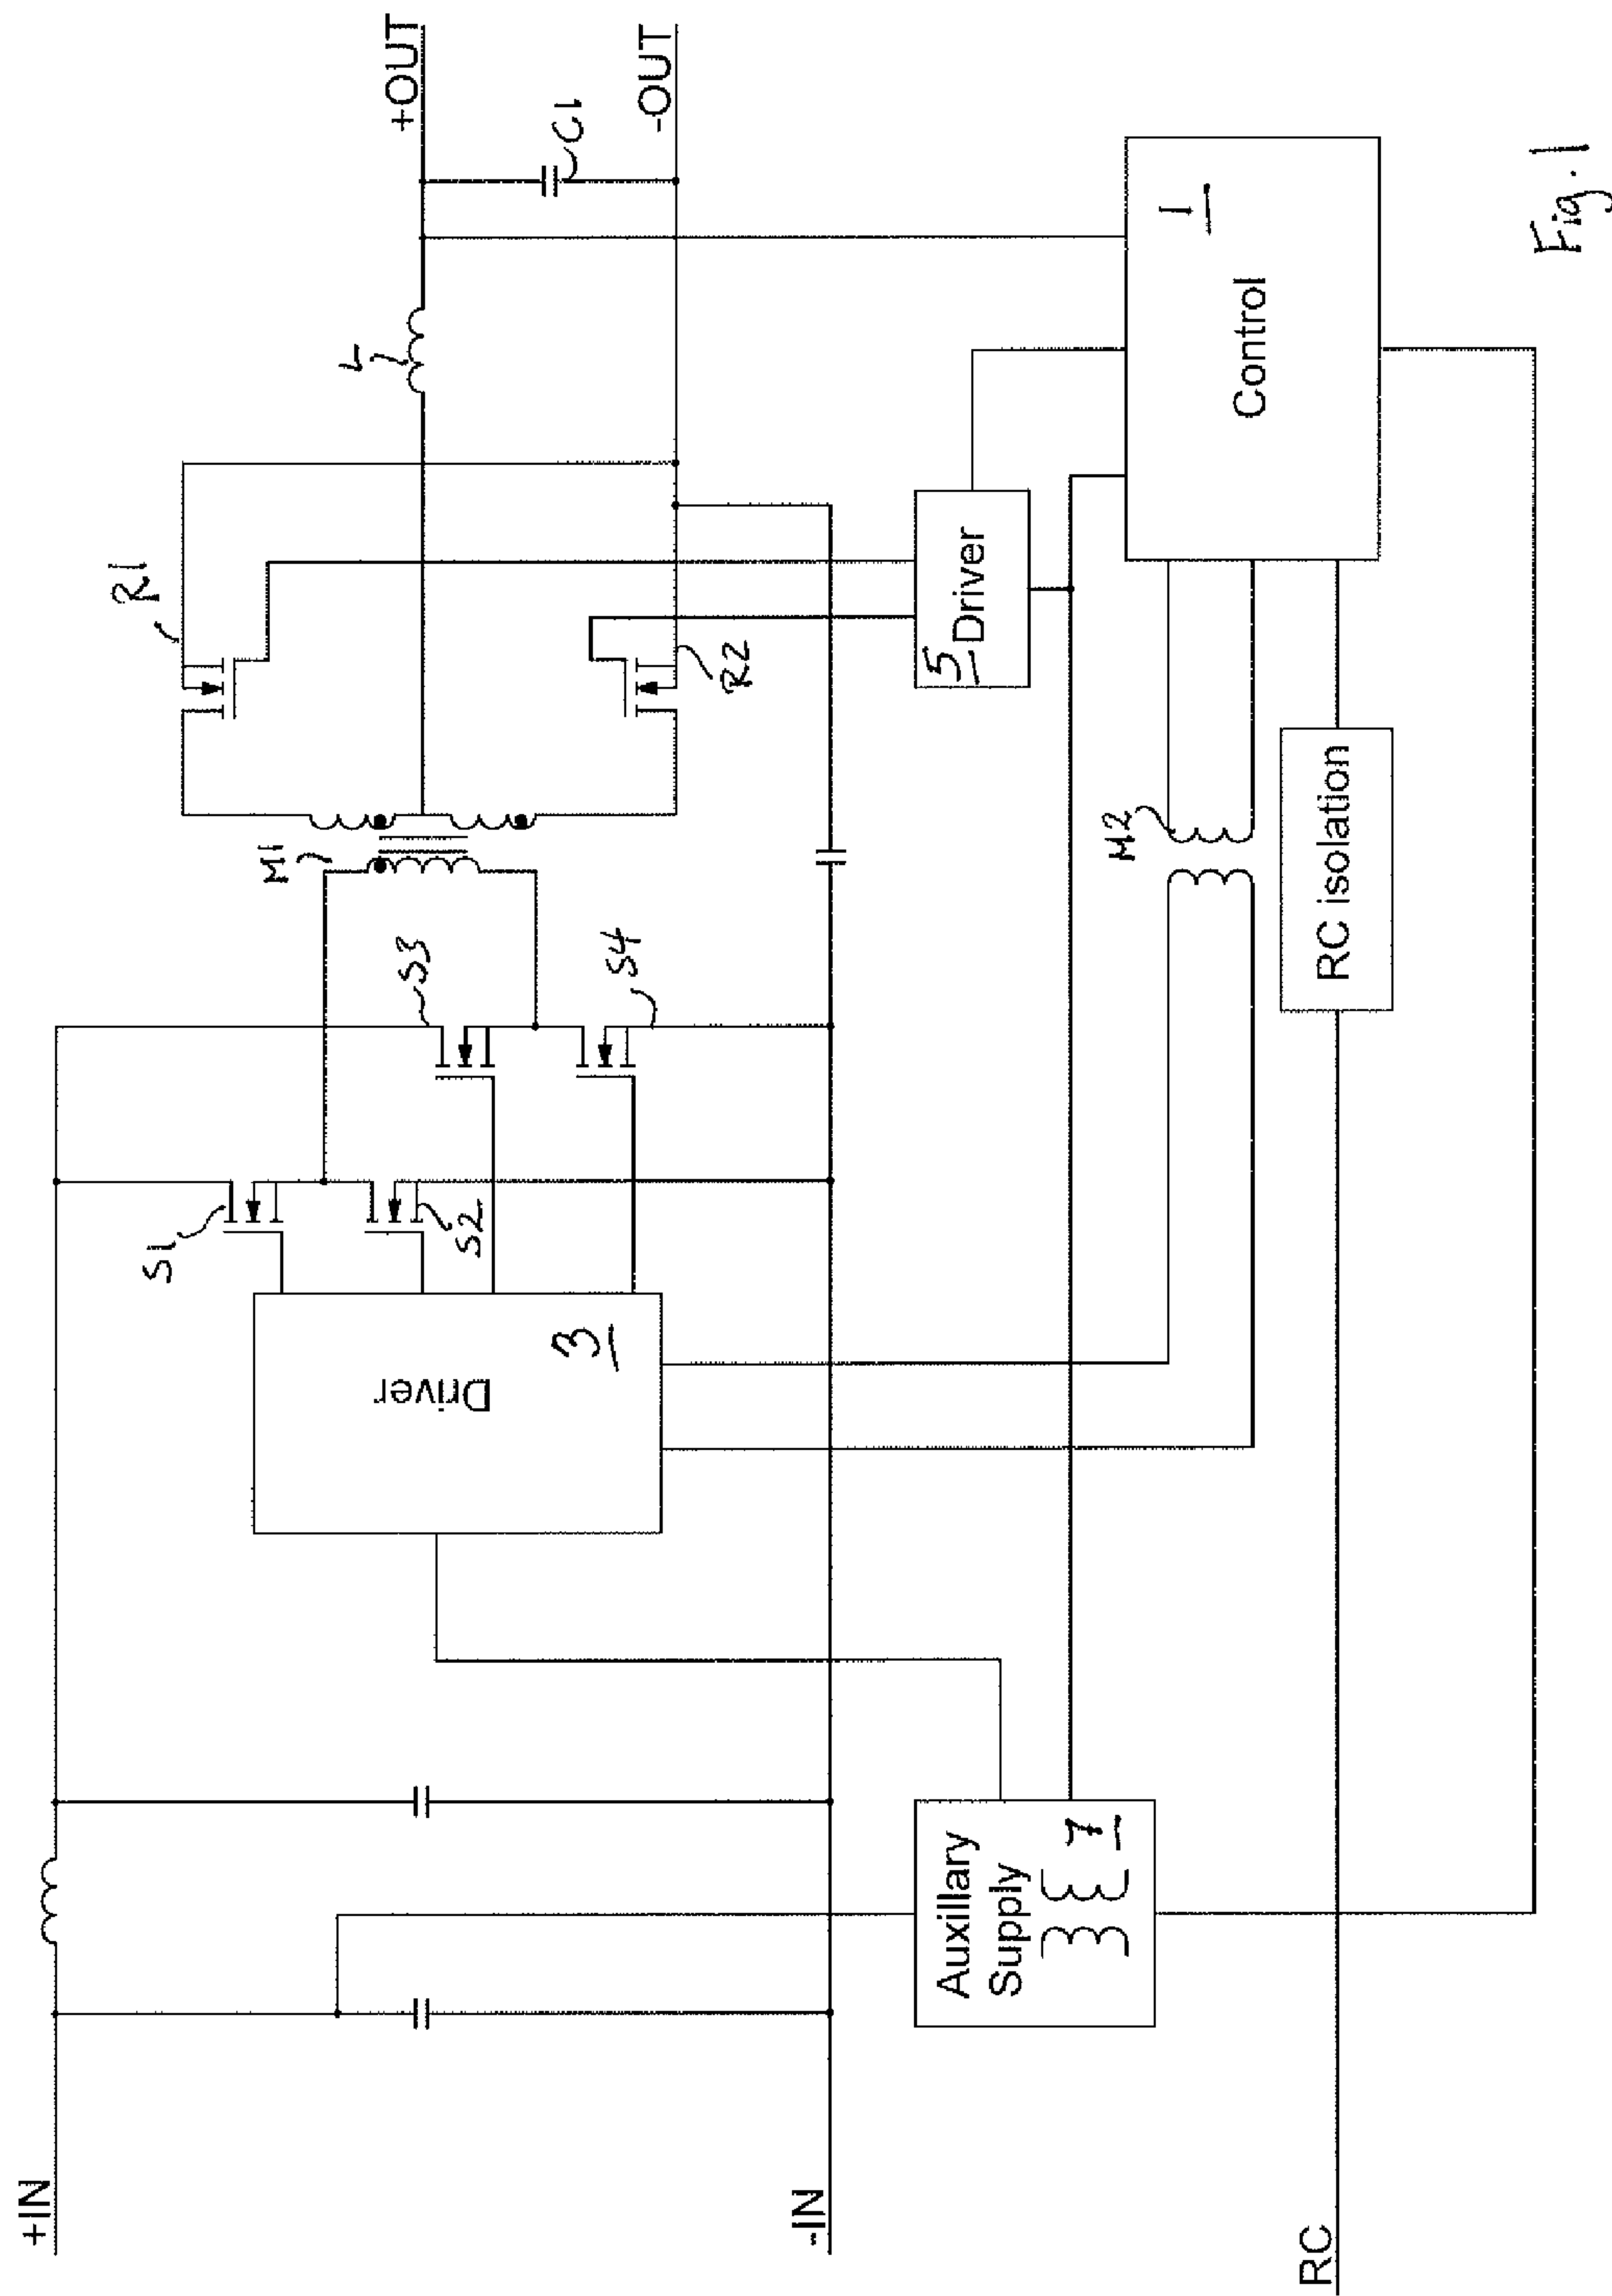 +IN
-IN
RC
Auxillary
Supply
7
Driver
3
S1
S2
S3
S4
M1
M2
RC isolation
R1
R2
5 Driver
L
+OUT
C1
-OUT
Control
1
Fig. 1